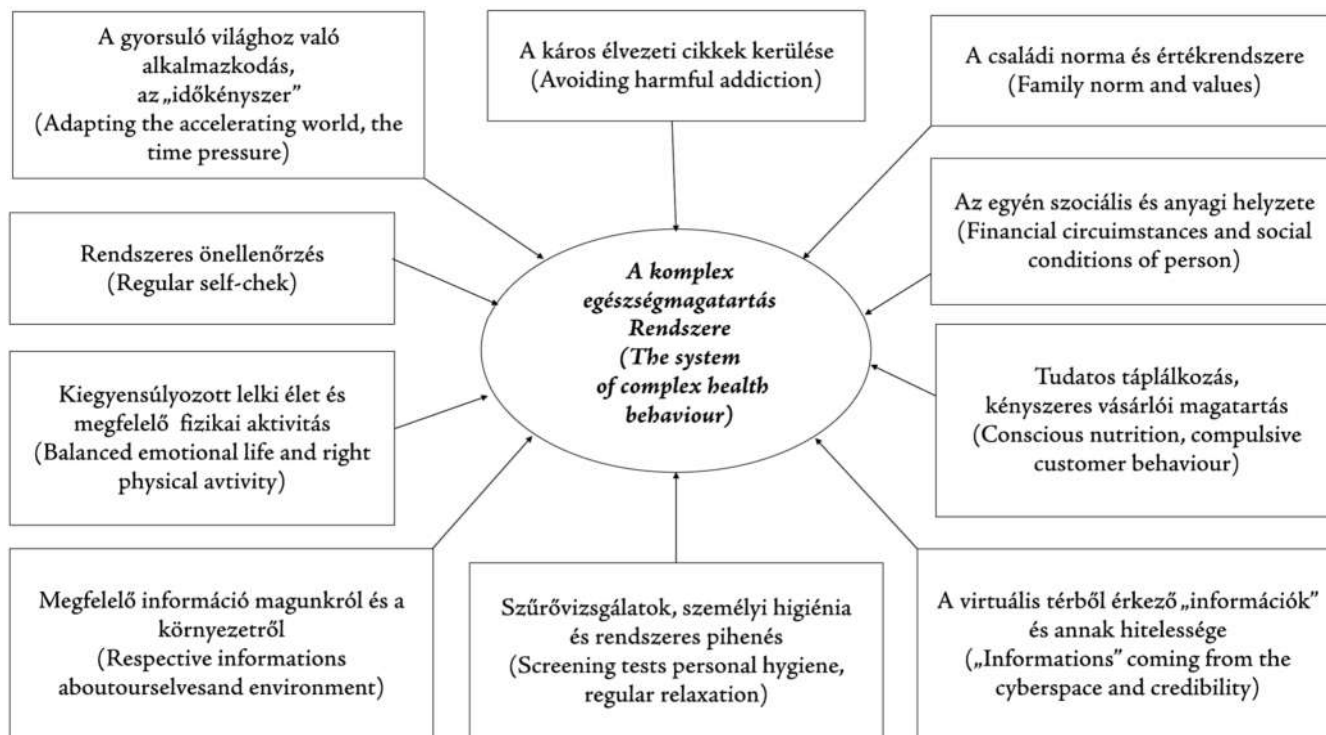 A gyorsuló világhoz való
alkalmazkodás,
az „időkényszer”
(Adapting the accelerating world, the
time pressure)
A káros élvezeti cikkek kerülése
(Avoiding harmful addiction)
A családi norma és értékrendszere
(Family norm and values)
Rendszeres önellenőrzés
(Regular self-chek)
A komplex
egészségmagatartás
Rendszere
(The system
of complex health
behaviour)
Az egyén szociális és anyagi helyzete
(Financial circuimstances and social
conditions of person)
Kiegyensúlyozott lelki élet és
megfelelő fizikai aktivitás
(Balanced emotional life and right
physical avtivity)
Tudatos táplálkozás,
kényszeres vásárlói magatartás
(Conscious nutrition, compulsive
customer behaviour)
Megfelelő információ magunkról és a
környezetről
(Respective informations
aboutourselvesand environment)
Szűrővizsgálatok, személyi higiénia
és rendszeres pihenés
(Screening tests personal hygiene,
regular relaxation)
A virtuális térből érkező „információk”
és annak hitelessége
(„Informations” coming from the
cyberspace and credibility)